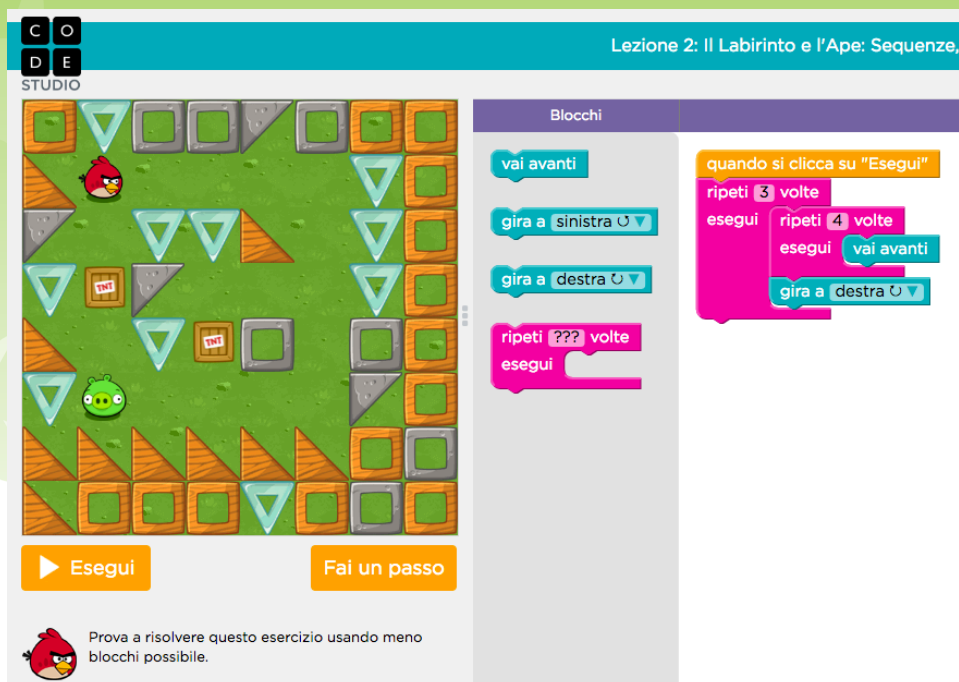 C O
D E
STUDIO
Lezione 2: Il Labirinto e l'Ape: Sequenze,
Blocchi
vai avanti
gira a sinistra ↺ ▼
gira a destra ↻ ▼
ripeti ??? volte
esegui
quando si clicca su "Esegui"
ripeti 3 volte
esegui
ripeti 4 volte
esegui vai avanti
gira a destra ↻ ▼
TNT
TNT
Esegui
Fai un passo
Prova a risolvere questo esercizio usando meno
blocchi possibile.